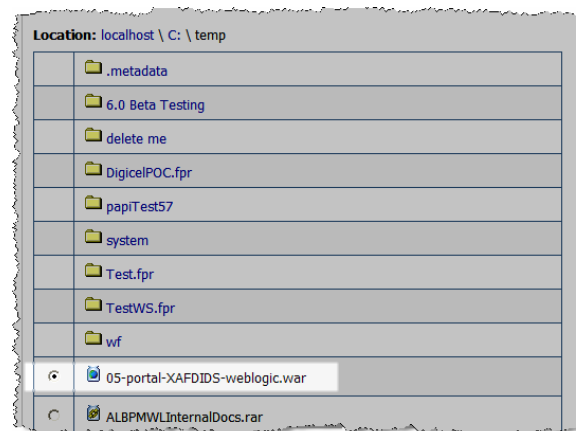 Location: localhost \ C: \ temp
.metadata
6.0 Beta Testing
delete me
DigicelPOC.fpr
papiTest57
system
Test.fpr
TestWS.fpr
wf
05-portal-XAFDIDS-weblogic.war
ALBPMWLInternalDocs.rar